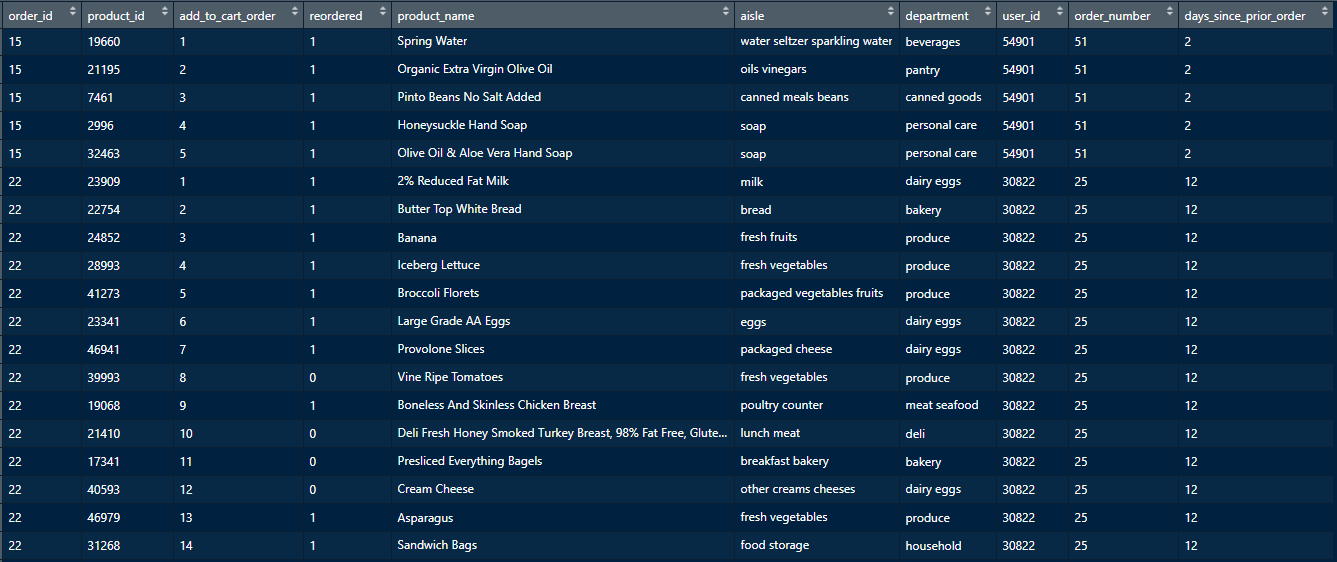 order_id product_id add_to_cart_order reordered product_name aisle department user_id order_number days_since_prior_order
15 19660 1 1 Spring Water water seltzer sparkling water beverages 54901 51 2
15 21195 2 1 Organic Extra Virgin Olive Oil oils vinegars pantry 54901 51 2
15 7461 3 1 Pinto Beans No Salt Added canned meals beans canned goods 54901 51 2
15 2996 4 1 Honeysuckle Hand Soap soap personal care 54901 51 2
15 32463 5 1 Olive Oil & Aloe Vera Hand Soap soap personal care 54901 51 2
22 23909 1 1 2% Reduced Fat Milk milk dairy eggs 30822 25 12
22 22754 2 1 Butter Top White Bread bread bakery 30822 25 12
22 24852 3 1 Banana fresh fruits produce 30822 25 12
22 28993 4 1 Iceberg Lettuce fresh vegetables produce 30822 25 12
22 41273 5 1 Broccoli Florets packaged vegetables fruits produce 30822 25 12
22 23341 6 1 Large Grade AA Eggs eggs dairy eggs 30822 25 12
22 46941 7 1 Provolone Slices packaged cheese dairy eggs 30822 25 12
22 39993 8 0 Vine Ripe Tomatoes fresh vegetables produce 30822 25 12
22 19068 9 1 Boneless And Skinless Chicken Breast poultry counter meat seafood 30822 25 12
22 21410 10 0 Deli Fresh Honey Smoked Turkey Breast, 98% Fat Free, Glute... lunch meat deli 30822 25 12
22 17341 11 0 Presliced Everything Bagels breakfast bakery bakery 30822 25 12
22 40593 12 0 Cream Cheese other creams cheeses dairy eggs 30822 25 12
22 46979 13 1 Asparagus fresh vegetables produce 30822 25 12
22 31268 14 1 Sandwich Bags food storage household 30822 25 12